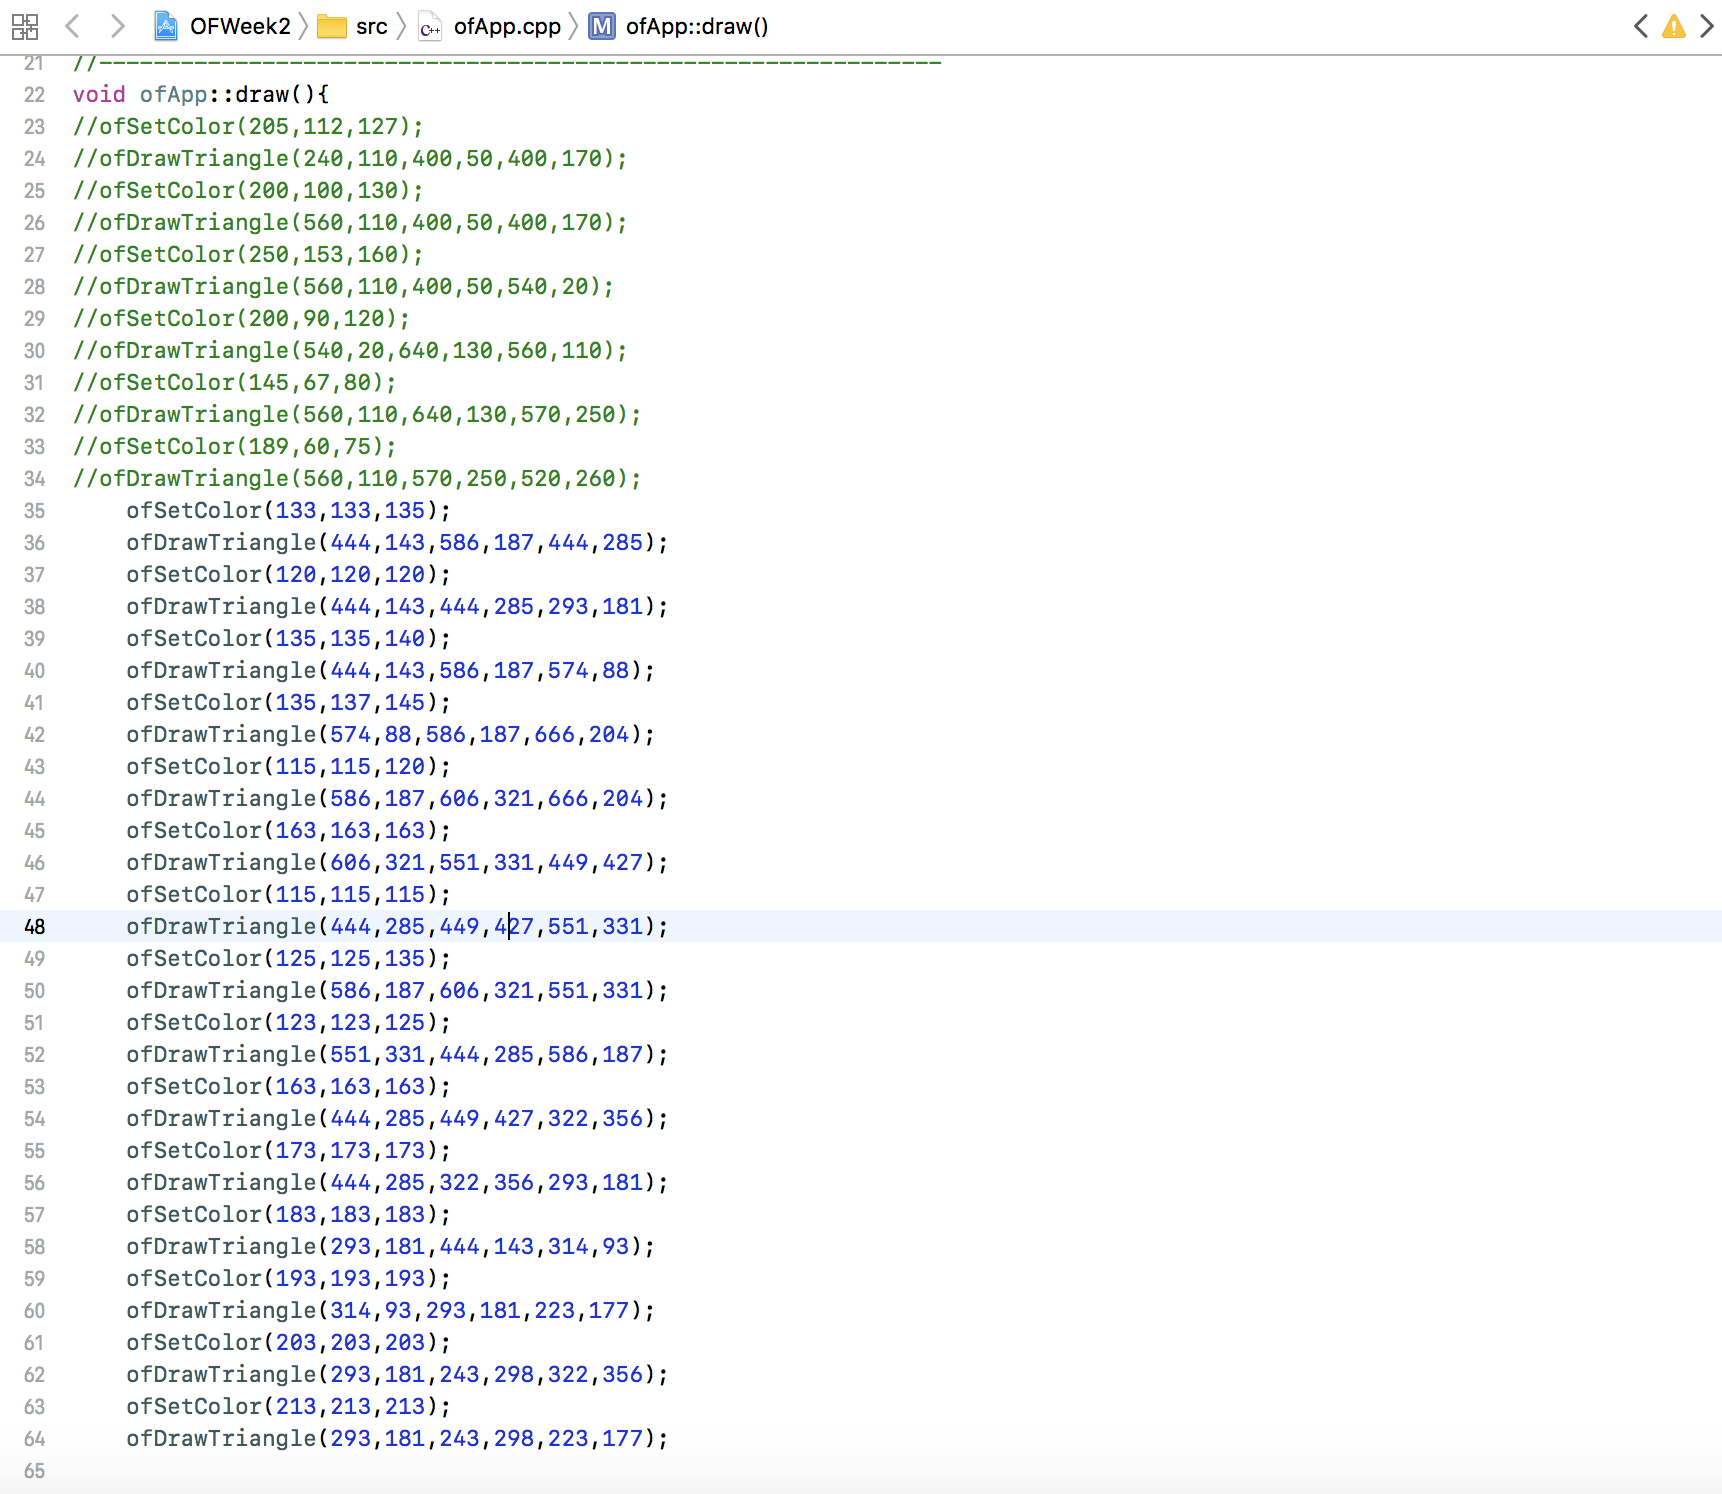 OFWeek2 src C++ ofApp.cpp M ofApp::draw()
21 //--------------------------------------------------------------
22 void ofApp::draw(){
23 //ofSetColor(205,112,127);
24 //ofDrawTriangle(240,110,400,50,400,170);
25 //ofSetColor(200,100,130);
26 //ofDrawTriangle(560,110,400,50,400,170);
27 //ofSetColor(250,153,160);
28 //ofDrawTriangle(560,110,400,50,540,20);
29 //ofSetColor(200,90,120);
30 //ofDrawTriangle(540,20,640,130,560,110);
31 //ofSetColor(145,67,80);
32 //ofDrawTriangle(560,110,640,130,570,250);
33 //ofSetColor(189,60,75);
34 //ofDrawTriangle(560,110,570,250,520,260);
35 ofSetColor(133,133,135);
36 ofDrawTriangle(444,143,586,187,444,285);
37 ofSetColor(120,120,120);
38 ofDrawTriangle(444,143,444,285,293,181);
39 ofSetColor(135,135,140);
40 ofDrawTriangle(444,143,586,187,574,88);
41 ofSetColor(135,137,145);
42 ofDrawTriangle(574,88,586,187,666,204);
43 ofSetColor(115,115,120);
44 ofDrawTriangle(586,187,606,321,666,204);
45 ofSetColor(163,163,163);
46 ofDrawTriangle(606,321,551,331,449,427);
47 ofSetColor(115,115,115);
48 ofDrawTriangle(444,285,449,427,551,331);
49 ofSetColor(125,125,135);
50 ofDrawTriangle(586,187,606,321,551,331);
51 ofSetColor(123,123,125);
52 ofDrawTriangle(551,331,444,285,586,187);
53 ofSetColor(163,163,163);
54 ofDrawTriangle(444,285,449,427,322,356);
55 ofSetColor(173,173,173);
56 ofDrawTriangle(444,285,322,356,293,181);
57 ofSetColor(183,183,183);
58 ofDrawTriangle(293,181,444,143,314,93);
59 ofSetColor(193,193,193);
60 ofDrawTriangle(314,93,293,181,223,177);
61 ofSetColor(203,203,203);
62 ofDrawTriangle(293,181,243,298,322,356);
63 ofSetColor(213,213,213);
64 ofDrawTriangle(293,181,243,298,223,177);
65